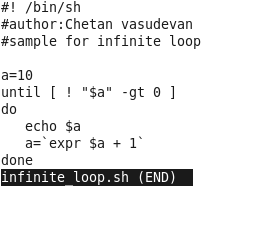 #! /bin/sh
#author:Chetan vasudevan
#sample for infinite loop

a=10
until [ ! "$a" -gt 0 ]
do
   echo $a
   a=`expr $a + 1`
done
infinite_loop.sh (END)